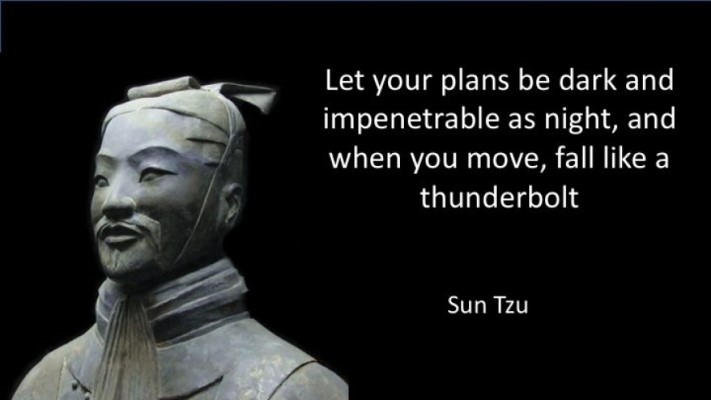 Let your plans be dark and
impenetrable as night, and
when you move, fall like a
thunderbolt
Sun Tzu